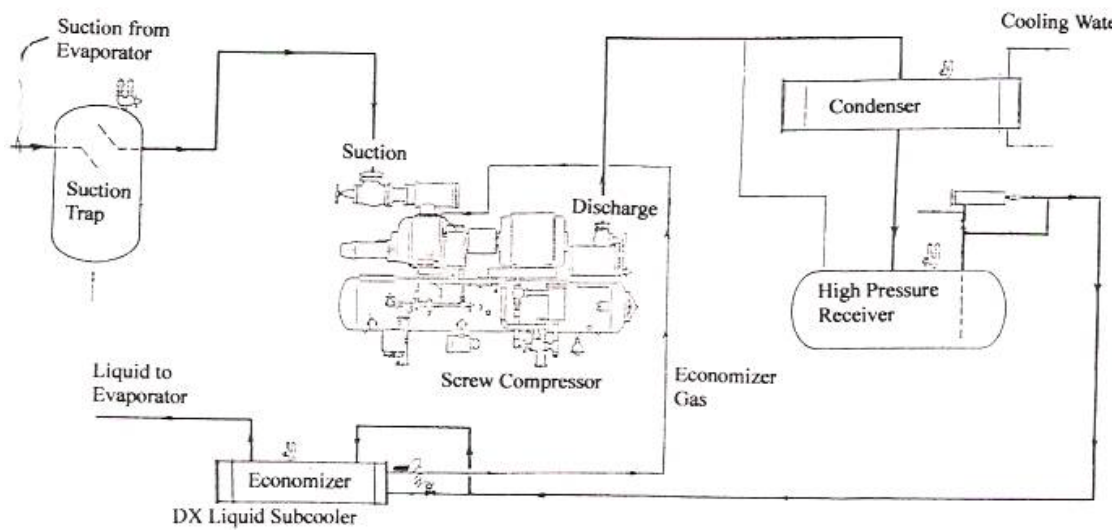 Suction from
Evaporator
Cooling Wate
Condenser
Suction
Suction
Trap
Discharge
High Pressure
Receiver
Screw Compressor
Economizer
Gas
Liquid to
Evaporator
Economizer
DX Liquid Subcooler